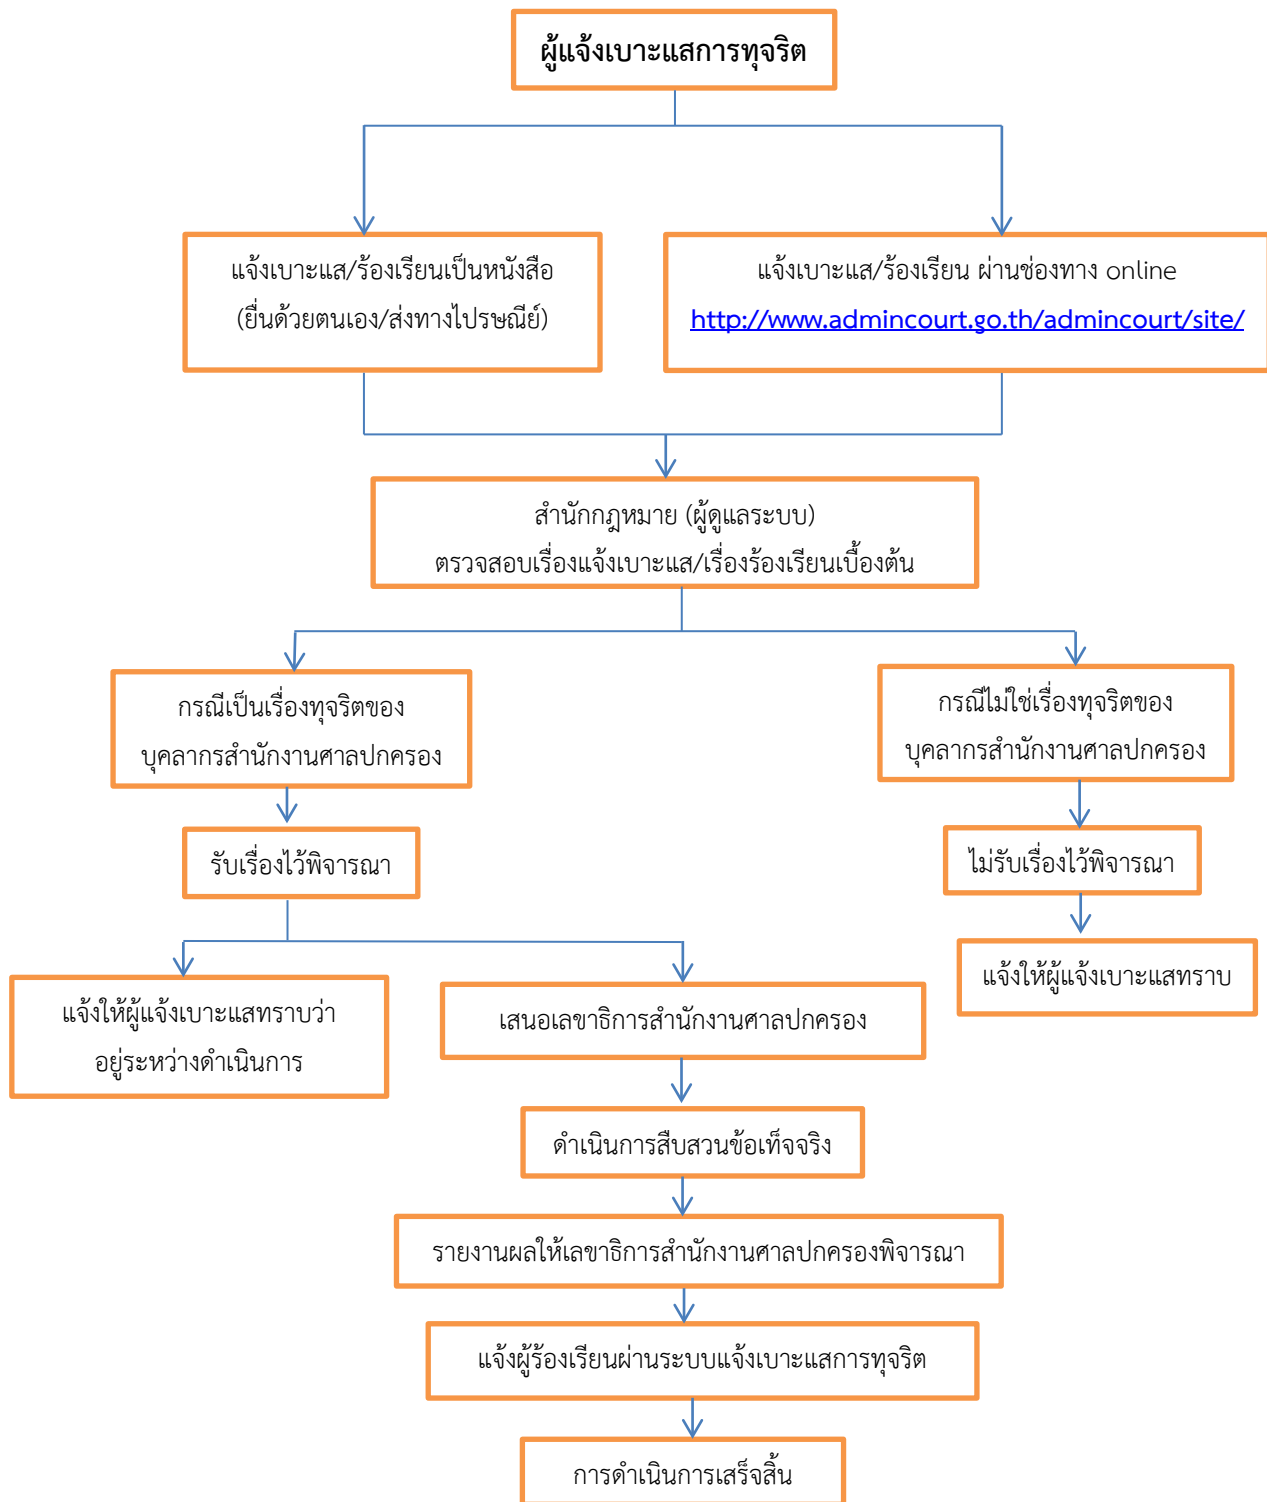 ผู้แจ้งเบาะแสการทุจริต
แจ้งเบาะแส/ร้องเรียนเป็นหนังสือ
(ยื่นด้วยตนเอง/ส่งทางไปรษณีย์)
แจ้งเบาะแส/ร้องเรียน ผ่านช่องทาง online
http://www.admincourt.go.th/admincourt/site/
สำนักกฎหมาย (ผู้ดูแลระบบ)
ตรวจสอบเรื่องแจ้งเบาะแส/เรื่องร้องเรียนเบื้องต้น
กรณีเป็นเรื่องทุจริตของ
บุคลากรสำนักงานศาลปกครอง
กรณีไม่ใช่เรื่องทุจริตของ
บุคลากรสำนักงานศาลปกครอง
รับเรื่องไว้พิจารณา
ไม่รับเรื่องไว้พิจารณา
แจ้งให้ผู้แจ้งเบาะแสทราบ
แจ้งให้ผู้แจ้งเบาะแสทราบว่า
อยู่ระหว่างดำเนินการ
เสนอเลขาธิการสำนักงานศาลปกครอง
ดำเนินการสืบสวนข้อเท็จจริง
รายงานผลให้เลขาธิการสำนักงานศาลปกครองพิจารณา
แจ้งผู้ร้องเรียนผ่านระบบแจ้งเบาะแสการทุจริต
การดำเนินการเสร็จสิ้น